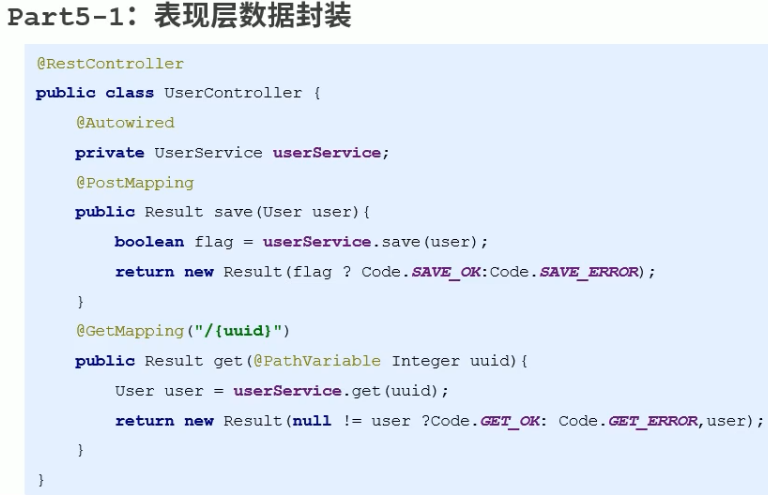 Part5-1：表现层数据封装
@RestController
public class UserController {
    @Autowired
    private UserService userService;
    @PostMapping
    public Result save(User user){
        boolean flag = userService.save(user);
        return new Result(flag ? Code.SAVE_OK:Code.SAVE_ERROR);
    }
    @GetMapping("/{uuid}")
    public Result get(@PathVariable Integer uuid){
        User user = userService.get(uuid);
        return new Result(null != user ?Code.GET_OK: Code.GET_ERROR,user);
    }
}